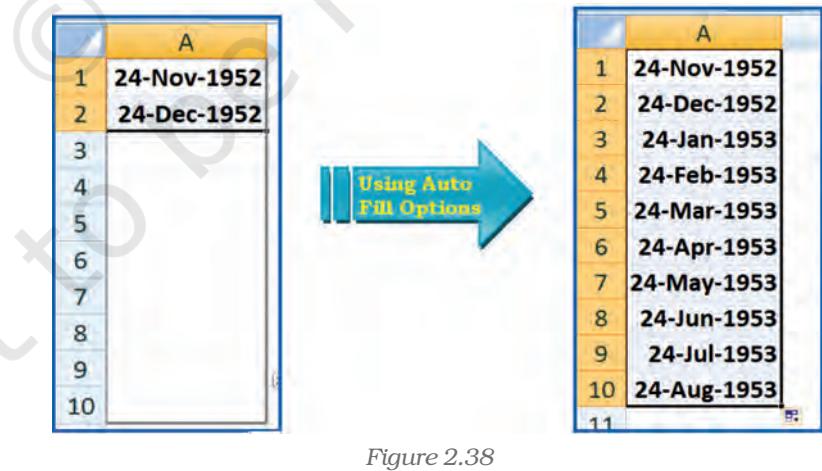 A
1 24-Nov-1952
2 24-Dec-1952
3
4
5
6
7
8
9
10
Using Auto
Fill Options
A
1 24-Nov-1952
2 24-Dec-1952
3 24-Jan-1953
4 24-Feb-1953
5 24-Mar-1953
6 24-Apr-1953
7 24-May-1953
8 24-Jun-1953
9 24-Jul-1953
10 24-Aug-1953
11
Figure 2.38
©
t to be